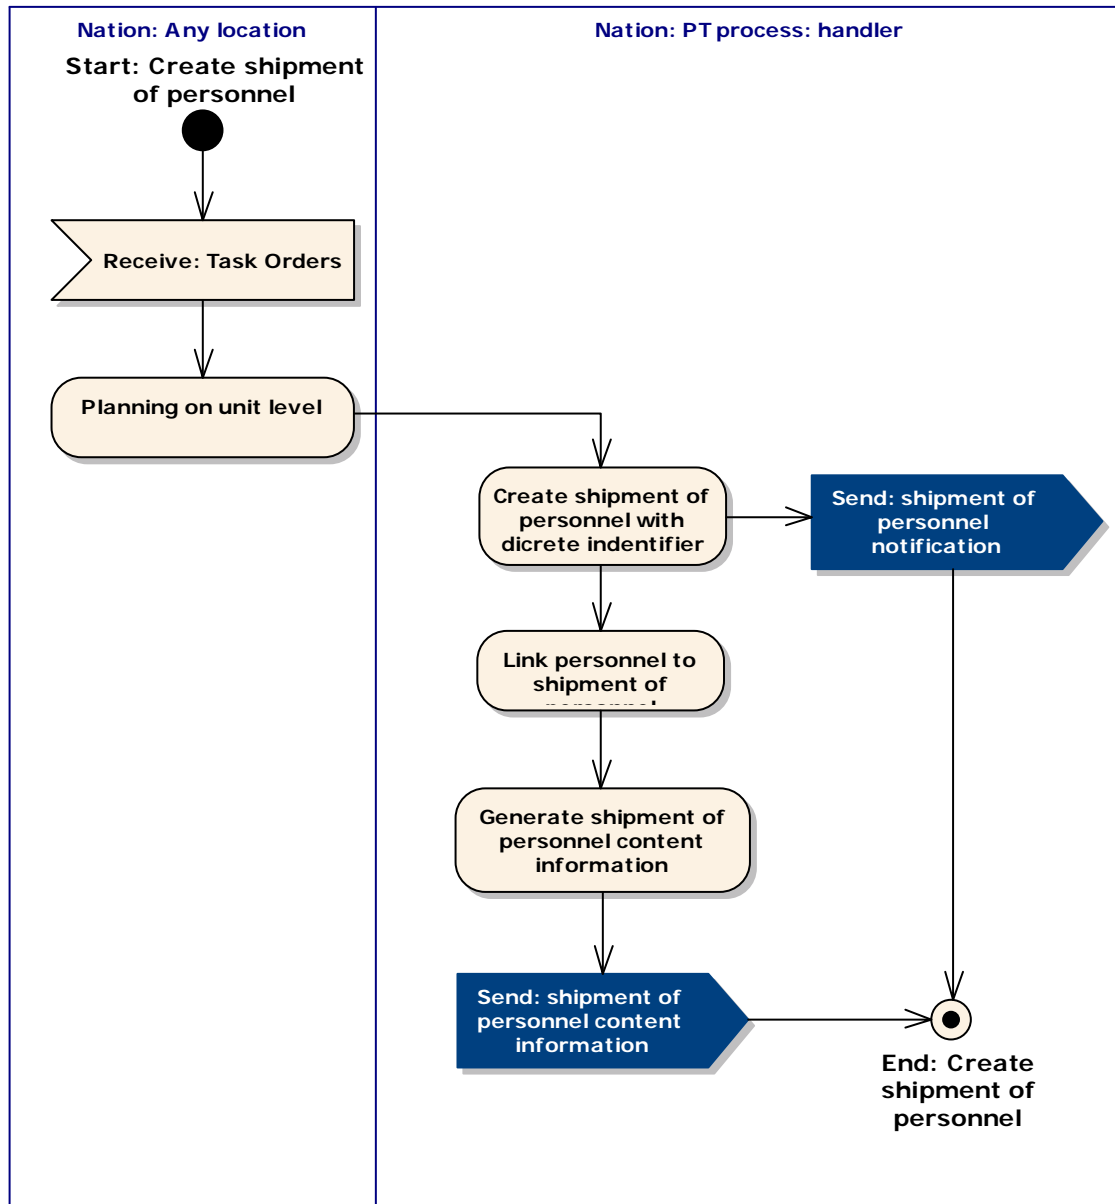 Nation: Any location
Nation: PT process: handler
Start: Create shipment
of personnel
Receive: Task Orders
Planning on unit level
Create shipment of
personnel with
dicrete indentifier
Send: shipment of
personnel
notification
Link personnel to
shipment of
Generate shipment of
personnel content
information
Send: shipment of
personnel content
information
End: Create
shipment of
personnel